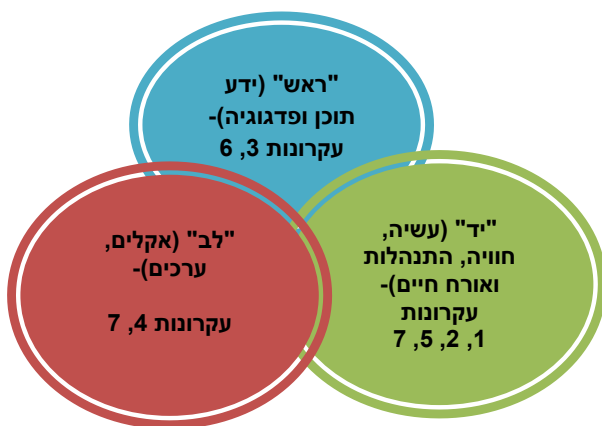 "ראש" (ידע
תוכן ופדגוגיה)-
עקרונות 3, 6
"יד" (עשיה,
חוויה, התנהלות
ואורח חיים)-
עקרונות
1, 2, 5, 7
"לב" (אקלים,
ערכים)-
עקרונות 4, 7